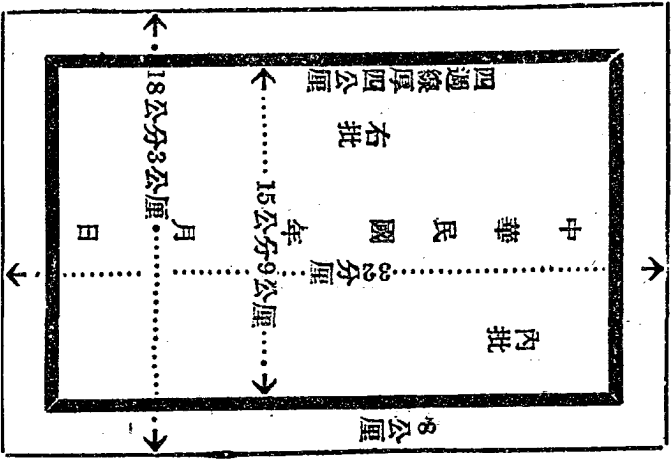 四週線厚四公厘
右批
中華民國 年 月 日
內批
32分厘
15公分9公厘
18公分3公厘
8公厘